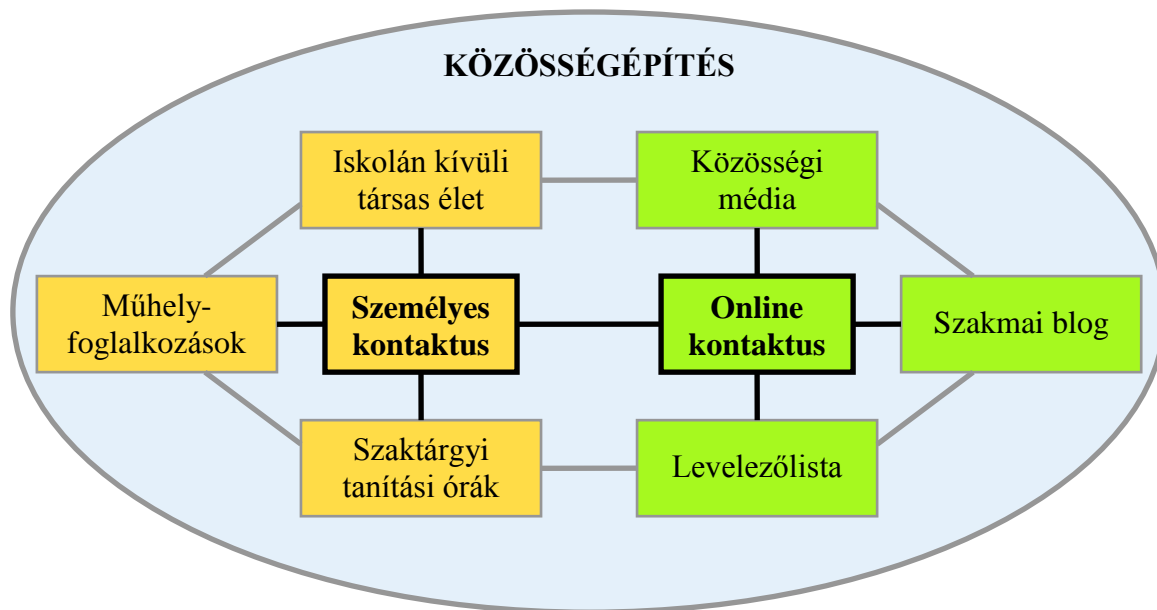 KÖZÖSSÉGÉPÍTÉS
Iskolán kívüli
társas élet
Közösségi
média
Műhely-
foglalkozások
Személyes
kontaktus
Online
kontaktus
Szakmai blog
Szaktárgyi
tanítási órák
Levelezőlista